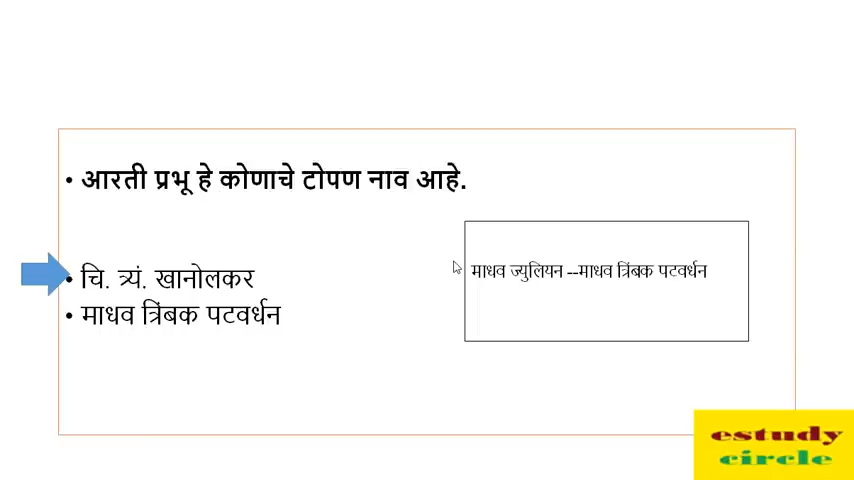 • आरती प्रभू हे कोणाचे टोपण नाव आहे.
• चि. त्र्यं. खानोलकर
• माधव त्रिंबक पटवर्धन
माधव ज्युलियन --माधव त्रिंबक पटवर्धन
estudy
circle